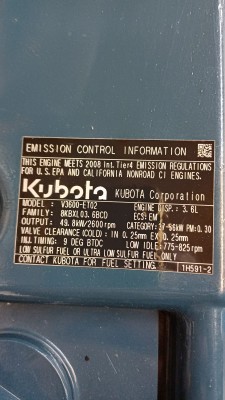 EMISSION CONTROL INFORMATION
THIS ENGINE MEETS 2008 Int.Tier4 EMISSION REGULATIONS
FOR U.S.EPA AND CALIFORNIA NONROAD CI ENGINES.
Kubota KUBOTA Corporation
MODEL: V3600-ET02 ENGINE DISP.: 3.6L
FAMILY: 8KBXL03.6BCD ECS:EM
OUTPUT: 49.8kW/2600rpm CATEGORY:37-56kW PM:0.30
VALVE CLEARANCE(COLD): IN 0.25mm EX 0.25mm
INJ.TIMING: 9 DEG BTDC LOW IDLE:775-825rpm
LOW SULFUR FUEL OR ULTRA LOW SULFUR FUEL ONLY
CONTACT KUBOTA FOR FUEL SETTING. 1H591-2